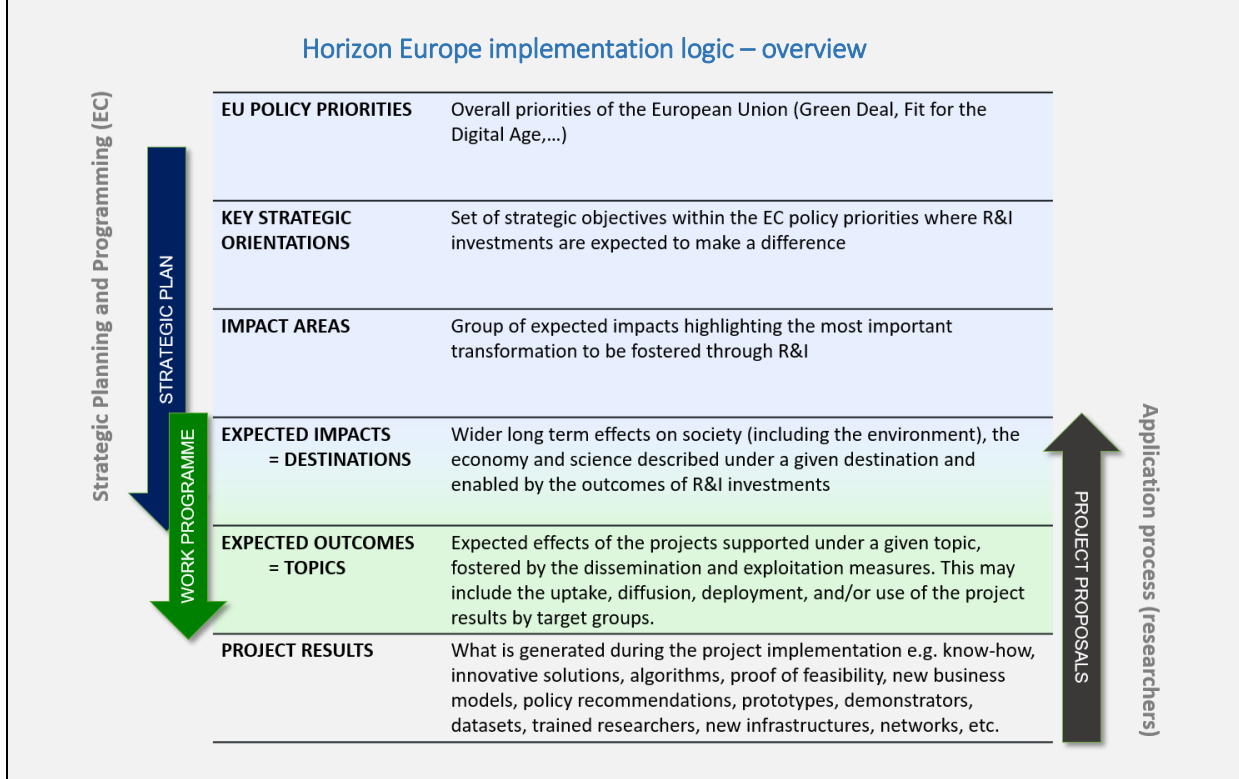 Horizon Europe implementation logic – overview
Strategic Planning and Programming (EC)
STRATEGIC PLAN
WORK PROGRAMME
EU POLICY PRIORITIES
Overall priorities of the European Union (Green Deal, Fit for the
Digital Age,...)
KEY STRATEGIC
ORIENTATIONS
Set of strategic objectives within the EC policy priorities where R&I
investments are expected to make a difference
IMPACT AREAS
Group of expected impacts highlighting the most important
transformation to be fostered through R&I
EXPECTED IMPACTS
= DESTINATIONS
Wider long term effects on society (including the environment), the
economy and science described under a given destination and
enabled by the outcomes of R&I investments
EXPECTED OUTCOMES
= TOPICS
Expected effects of the projects supported under a given topic,
fostered by the dissemination and exploitation measures. This may
include the uptake, diffusion, deployment, and/or use of the project
results by target groups.
PROJECT RESULTS
What is generated during the project implementation e.g. know-how,
innovative solutions, algorithms, proof of feasibility, new business
models, policy recommendations, prototypes, demonstrators,
datasets, trained researchers, new infrastructures, networks, etc.
PROJECT PROPOSALS
Application process (researchers)